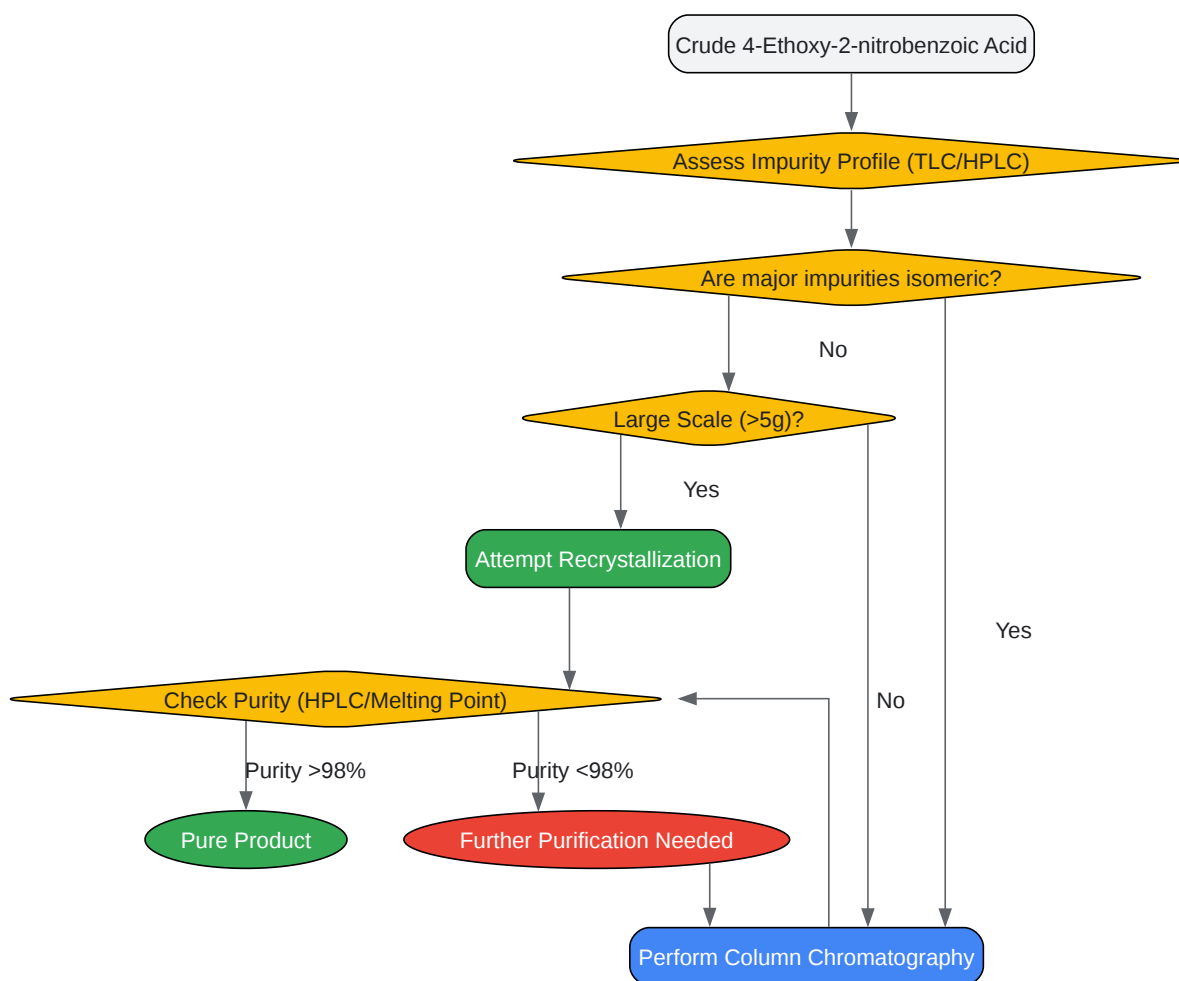 Crude 4-Ethoxy-2-nitrobenzoic Acid
Assess Impurity Profile (TLC/HPLC)
Are major impurities isomeric?
No
Large Scale (>5g)?
Yes
Attempt Recrystallization
Yes
Check Purity (HPLC/Melting Point)
No
Purity >98%
Purity <98%
Pure Product
Further Purification Needed
Perform Column Chromatography